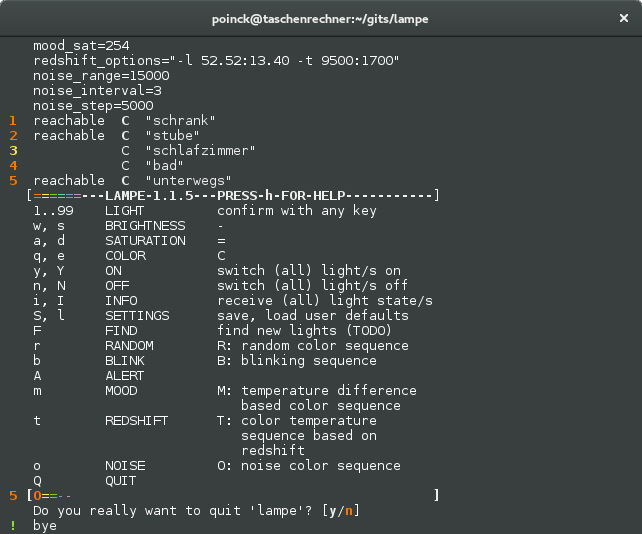 poinck@taschenrechner:~/gits/lampe ×
mood_sat=254
redshift_options="-l 52.52:13.40 -t 9500:1700"
noise_range=15000
noise_interval=3
noise_step=5000
1 reachable C "schrank"
2 reachable C "stube"
3 C "schlafzimmer"
4 C "bad"
5 reachable C "unterwegs"
[======---LAMPE-1.1.5---PRESS-h-FOR-HELP-----------]
1..99 LIGHT confirm with any key
w, s BRIGHTNESS -
a, d SATURATION =
q, e COLOR C
y, Y ON switch (all) light/s on
n, N OFF switch (all) light/s off
i, I INFO receive (all) light state/s
S, l SETTINGS save, load user defaults
F FIND find new lights (TODO)
r RANDOM R: random color sequence
b BLINK B: blinking sequence
A ALERT
m MOOD M: temperature difference
based color sequence
t REDSHIFT T: color temperature
sequence based on
redshift
o NOISE O: noise color sequence
Q QUIT
5 [O==-- ]
Do you really want to quit 'lampe'? [y/n]
! bye